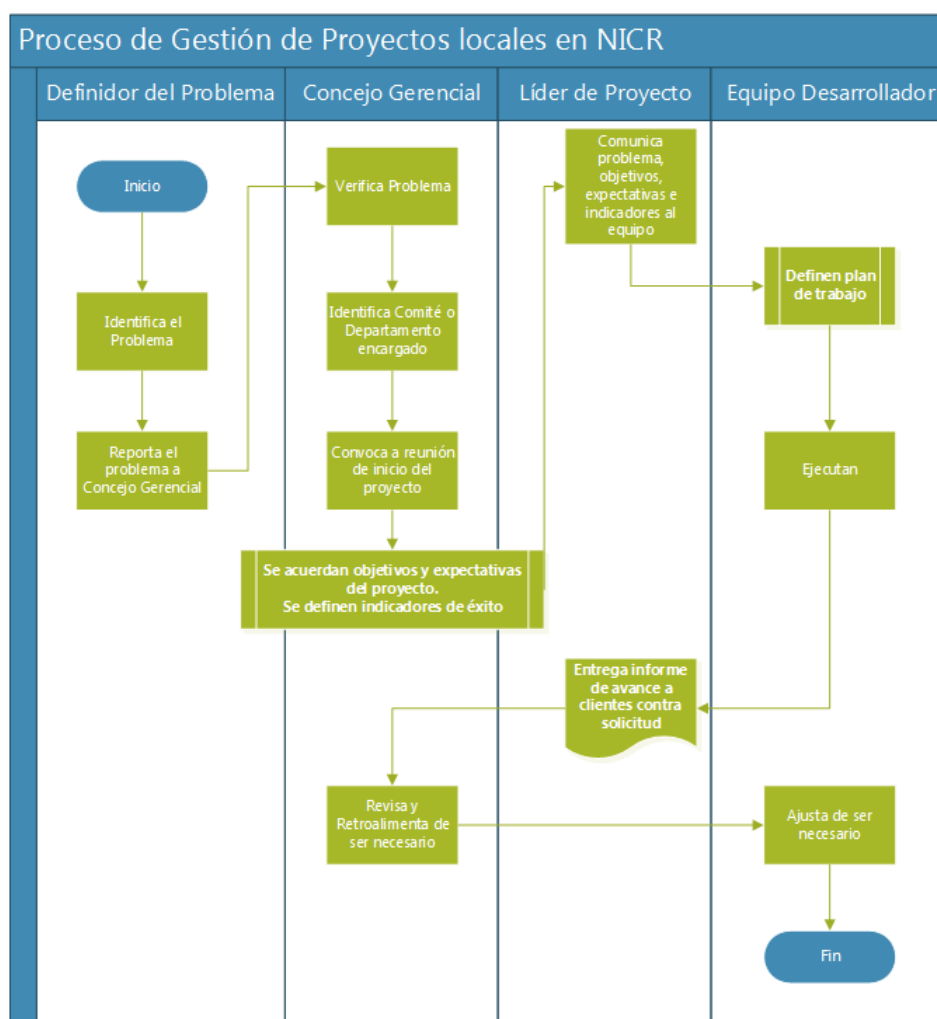 Proceso de Gestión de Proyectos locales en NICR
Definidor del Problema
Concejo Gerencial
Líder de Proyecto
Equipo Desarrollador
Inicio
Identifica el
Problema
Reporta el
problema a
Concejo Gerencial
Verifica Problema
Identifica Comité o
Departamento
encargado
Convoca a reunión
de inicio del
proyecto
Se acuerdan objetivos y expectativas
del proyecto.
Se definen indicadores de éxito
Comunica
problema,
objetivos,
expectativas e
indicadores al
equipo
Definen plan
de trabajo
Ejecutan
Entrega informe
de avance a
clientes contra
solicitud
Revisa y
Retroalimenta de
ser necesario
Ajusta de ser
necesario
Fin